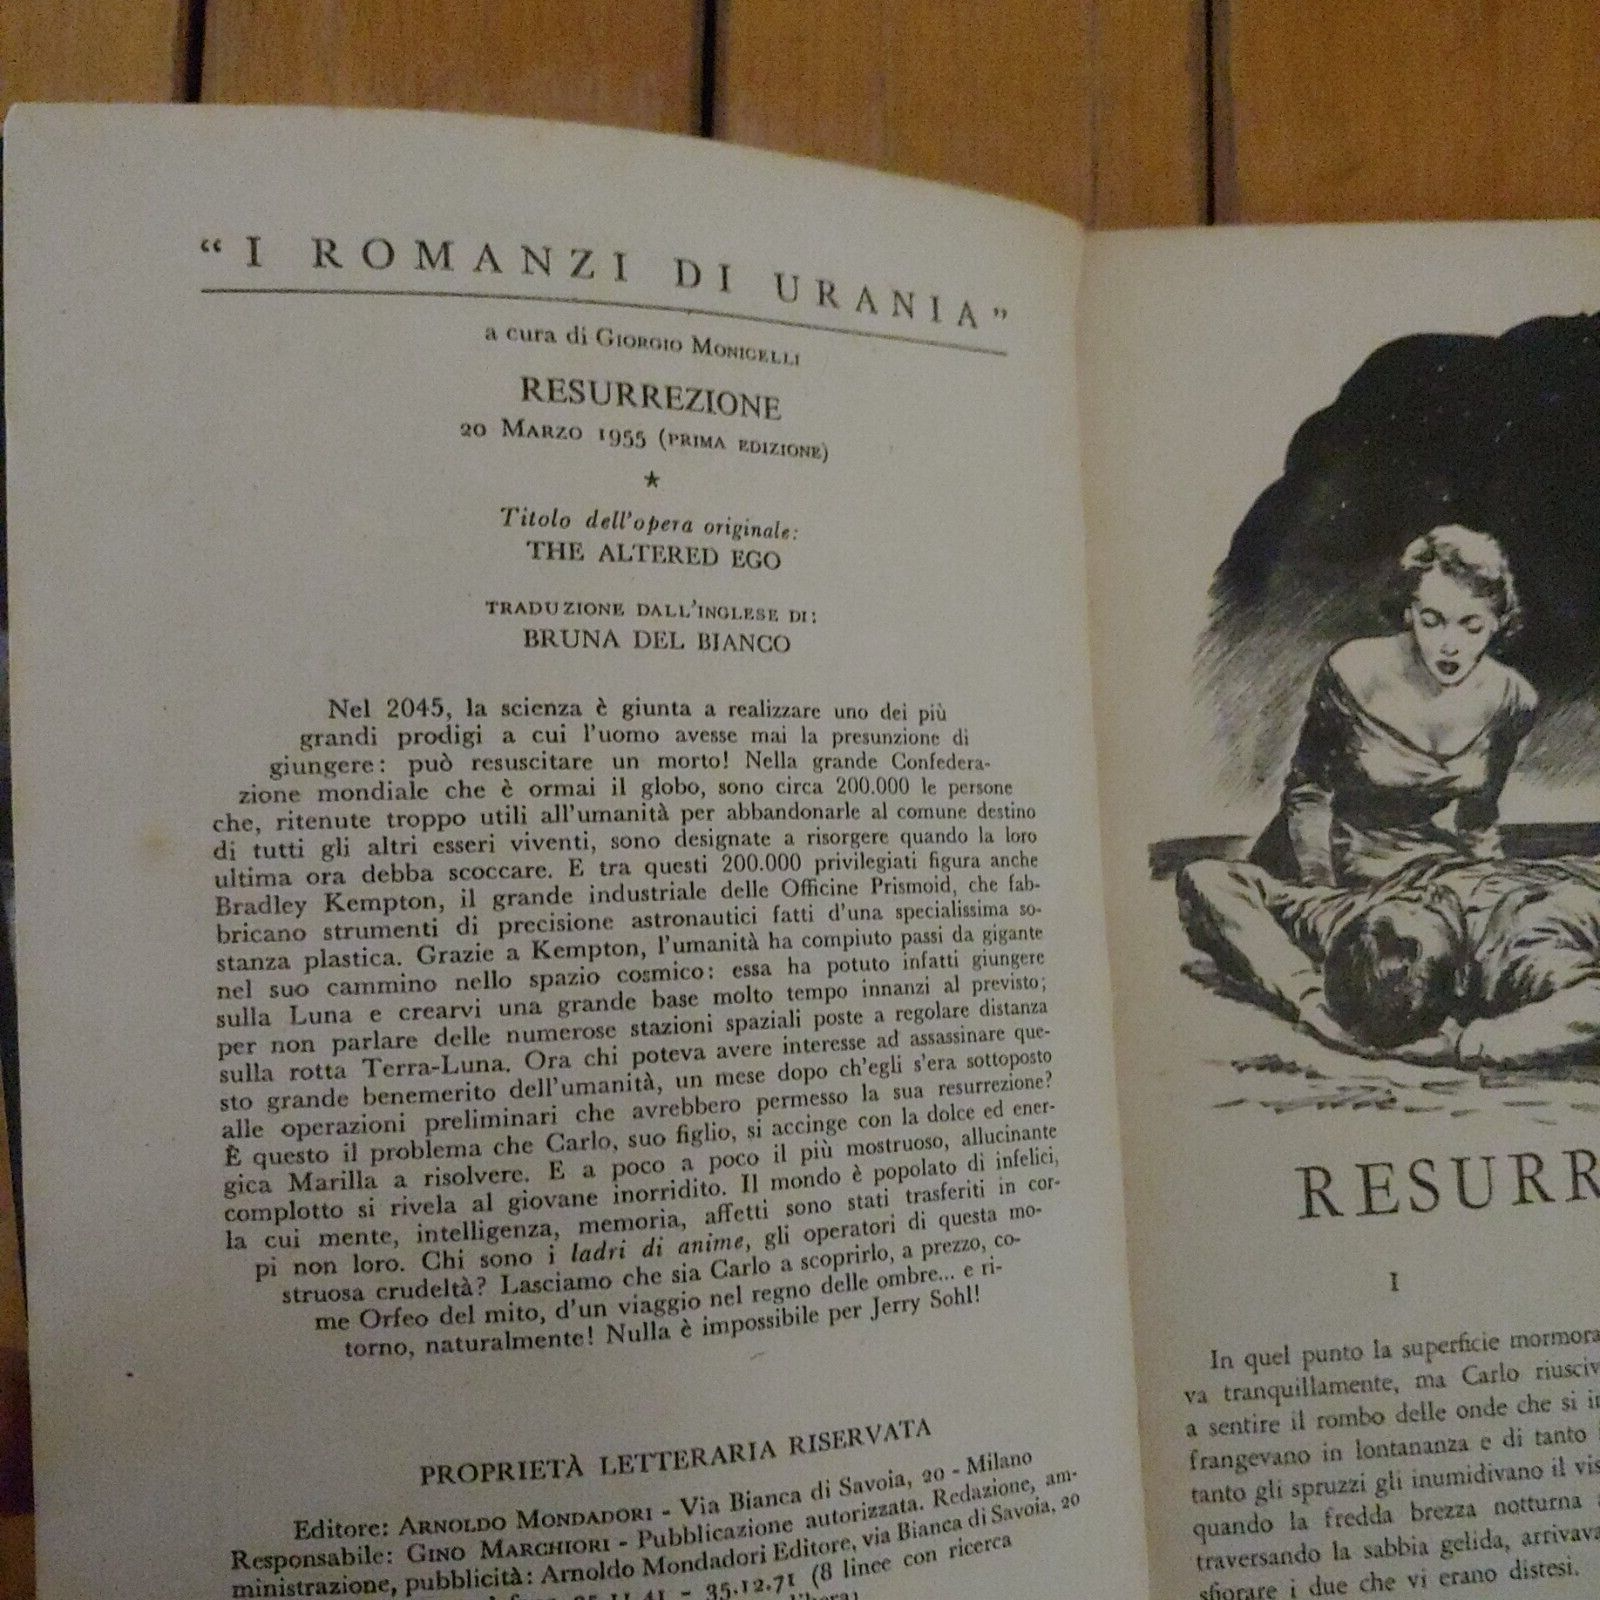 "I ROMANZI DI URANIA"
a cura di GIORGIO MONICELLI
RESURREZIONE
20 MARZO 1955 (PRIMA EDIZIONE)
★
Titolo dell'opera originale:
THE ALTERED EGO
TRADUZIONE DALL'INGLESE DI:
BRUNA DEL BIANCO
Nel 2045, la scienza è giunta a realizzare uno dei più
grandi prodigi a cui l'uomo avesse mai la presunzione di
giungere: può resuscitare un morto! Nella grande Confedera-
zione mondiale che è ormai il globo, sono circa 200.000 le persone
che, ritenute troppo utili all'umanità per abbandonarle al comune destino
di tutti gli altri esseri viventi, sono designate a risorgere quando la loro
ultima ora debba scoccare. E tra questi 200.000 privilegiati figura anche
Bradley Kempton, il grande industriale delle Officine Prismoid, che fab-
bricano strumenti di precisione astronautici fatti d'una specialissima so-
stanza plastica. Grazie a Kempton, l'umanità ha compiuto passi da gigante
nel suo cammino nello spazio cosmico: essa ha potuto infatti giungere
sulla Luna e crearvi una grande base molto tempo innanzi al previsto;
per non parlare delle numerose stazioni spaziali poste a regolare distanza
sulla rotta Terra-Luna. Ora chi poteva avere interesse ad assassinare que-
sto grande benemerito dell'umanità, un mese dopo ch'egli s'era sottoposto
alle operazioni preliminari che avrebbero permesso la sua resurrezione?
È questo il problema che Carlo, suo figlio, si accinge con la dolce ed ener-
gica Marilla a risolvere. E a poco a poco il più mostruoso, allucinante
complotto si rivela al giovane inorridito. Il mondo è popolato di infelici,
la cui mente, intelligenza, memoria, affetti sono stati trasferiti in cor-
pi non loro. Chi sono i ladri di anime, gli operatori di questa mo-
struosa crudeltà? Lasciamo che sia Carlo a scoprirlo, a prezzo, co-
me Orfeo del mito, d'un viaggio nel regno delle ombre... e ri-
torno, naturalmente! Nulla è impossibile per Jerry Sohl!
PROPRIETÀ LETTERARIA RISERVATA
Editore: ARNOLDO MONDADORI - Via Bianca di Savoia, 20 - Milano
Responsabile: GINO MARCHIORI - Pubblicazione autorizzata. Redazione, am-
ministrazione, pubblicità: Arnoldo Mondadori Editore, via Bianca di Savoia, 20
35.11.41 - 35.12.71 (8 linee con ricerca
RESURR
I
In quel punto la superficie mormora
va tranquillamente, ma Carlo riusciv
a sentire il rombo delle onde che si in
frangevano in lontananza e di tanto
tanto gli spruzzi gli inumidivano il vis
quando la fredda brezza notturna
traversando la sabbia gelida, arrivava
sfiorare i due che vi erano distesi.